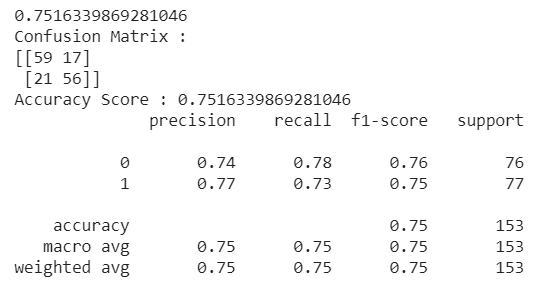 0.7516339869281046
Confusion Matrix :
[[59 17]
 [21 56]]
Accuracy Score : 0.7516339869281046
              precision    recall  f1-score   support

           0       0.74      0.78      0.76        76
           1       0.77      0.73      0.75        77

    accuracy                           0.75       153
   macro avg       0.75      0.75      0.75       153
weighted avg       0.75      0.75      0.75       153